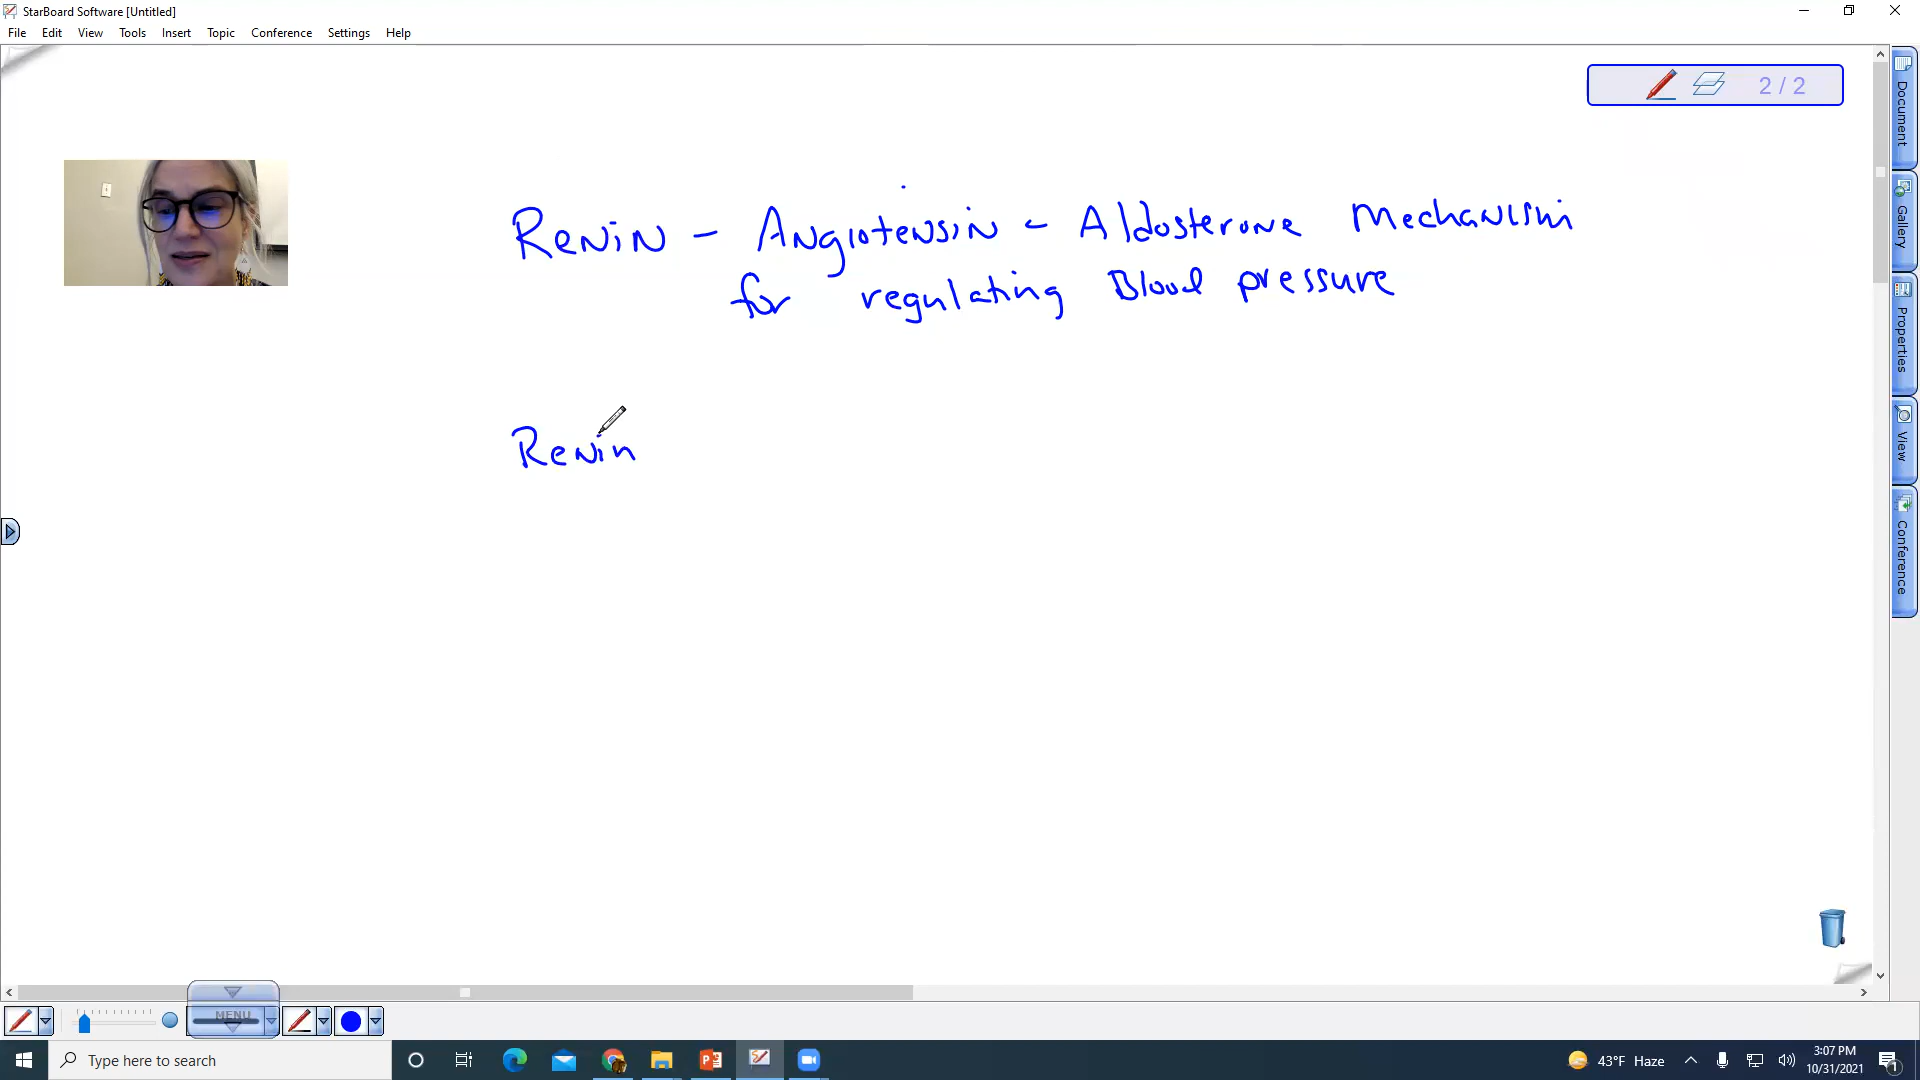 StarBoard Software [Untitled]
File Edit View Tools Insert Topic Conference Settings Help
2 / 2
Document
Gallery
Properties
View
Conference
Renin - Angiotensin - Aldosterone Mechanism
for regulating Blood pressure
Renin
MENU
Type here to search
43°F Haze
3:07 PM
10/31/2021
1